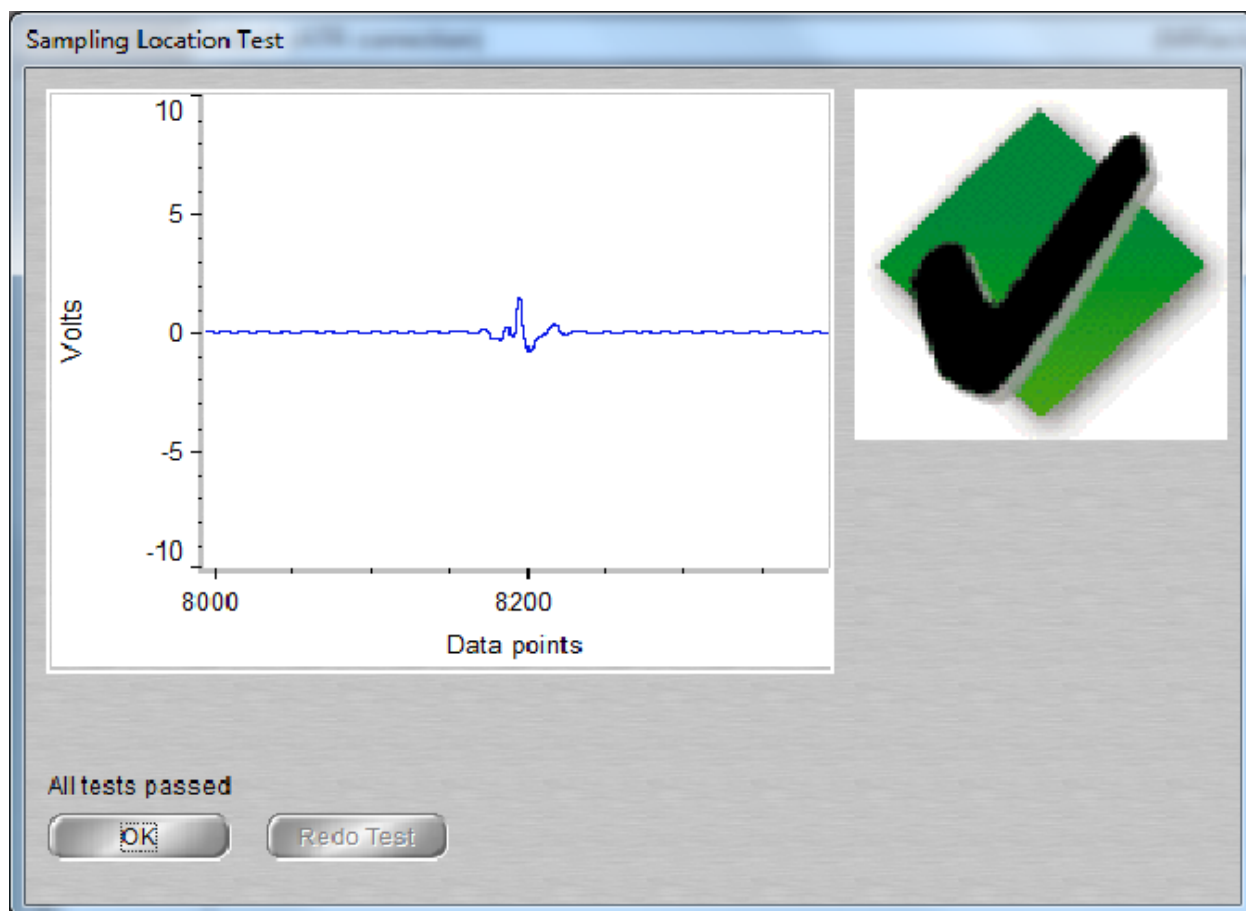 Sampling Location Test
10
5
0
-5
-10
Volts
8000 8200
Data points
All tests passed
OK Redo Test